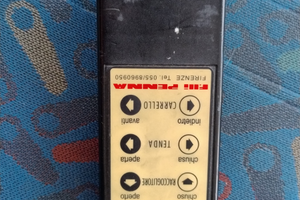 FIRENZE Tel. 055/8960950
F.lli PENNA
CARRELLO
avanti
indietro
TENDA
aperta
chiusa
RACCOGLITORE
aperto
chiuso